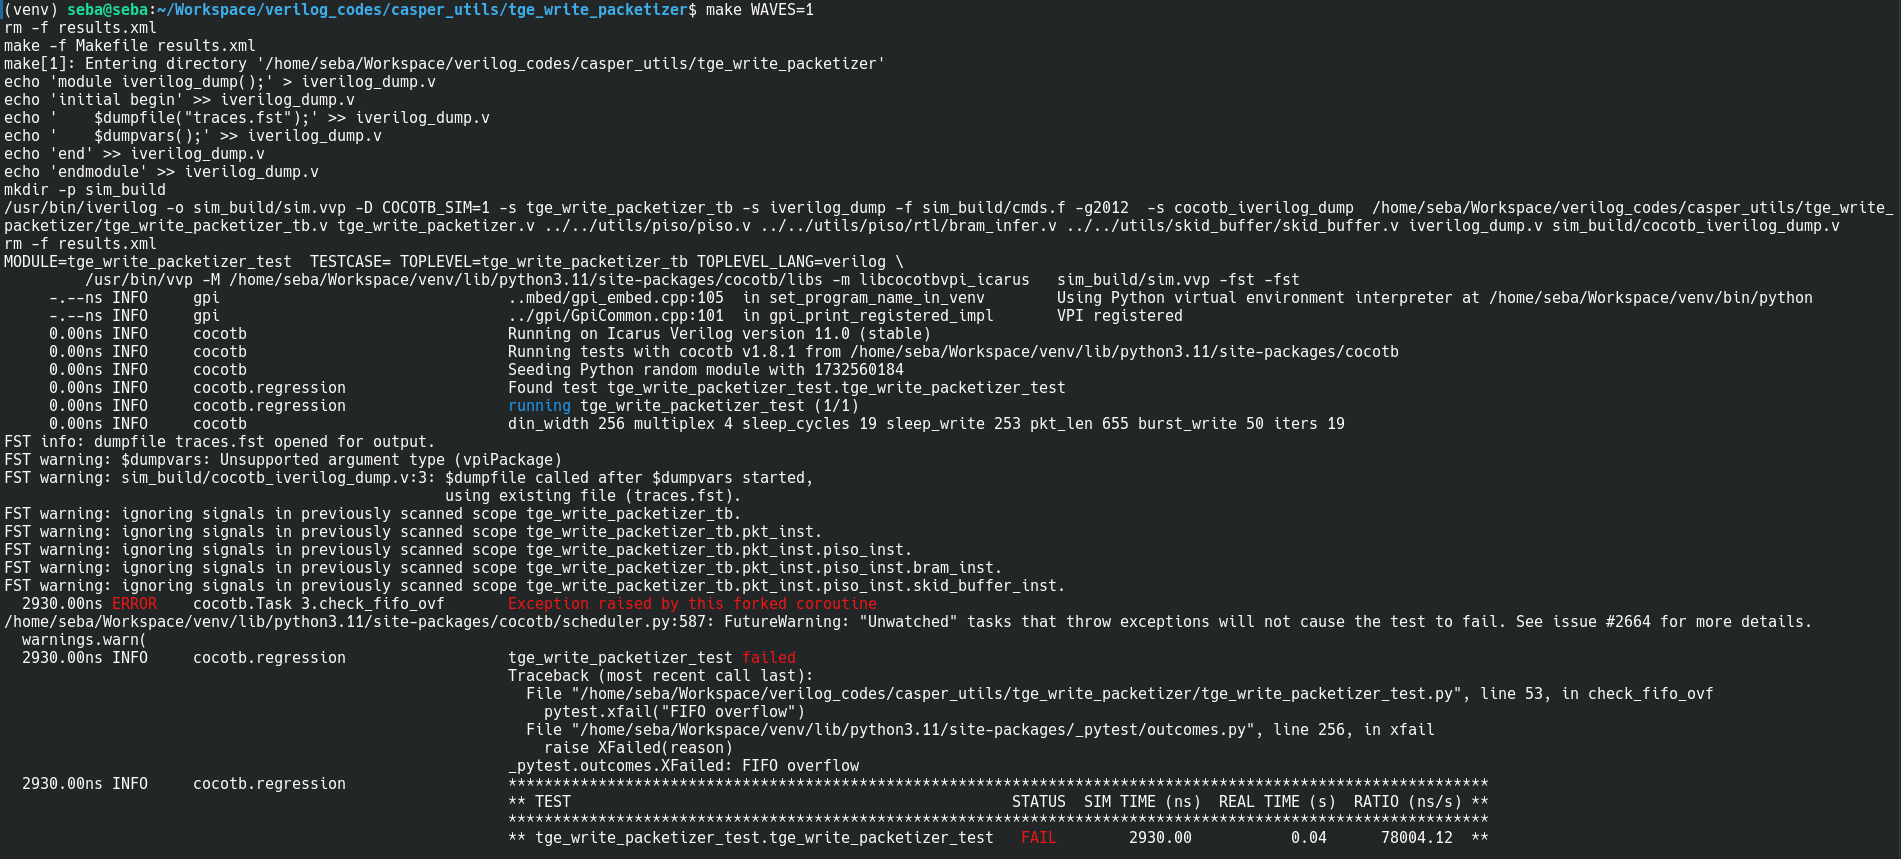 (venv) seba@seba:~/Workspace/verilog_codes/casper_utils/tge_write_packetizer$ make WAVES=1
rm -f results.xml
make -f Makefile results.xml
make[1]: Entering directory '/home/seba/Workspace/verilog_codes/casper_utils/tge_write_packetizer'
echo 'module iverilog_dump();' > iverilog_dump.v
echo 'initial begin' >> iverilog_dump.v
echo '    $dumpfile("traces.fst");' >> iverilog_dump.v
echo '    $dumpvars();' >> iverilog_dump.v
echo 'end' >> iverilog_dump.v
echo 'endmodule' >> iverilog_dump.v
mkdir -p sim_build
/usr/bin/iverilog -o sim_build/sim.vvp -D COCOTB_SIM=1 -s tge_write_packetizer_tb -s iverilog_dump -f sim_build/cmds.f -g2012  -s cocotb_iverilog_dump  /home/seba/Workspace/verilog_codes/casper_utils/tge_write_
packetizer/tge_write_packetizer_tb.v tge_write_packetizer.v ../../utils/piso/piso.v ../../utils/piso/rtl/bram_infer.v ../../utils/skid_buffer/skid_buffer.v iverilog_dump.v sim_build/cocotb_iverilog_dump.v
rm -f results.xml
MODULE=tge_write_packetizer_test  TESTCASE= TOPLEVEL=tge_write_packetizer_tb TOPLEVEL_LANG=verilog \
         /usr/bin/vvp -M /home/seba/Workspace/venv/lib/python3.11/site-packages/cocotb/libs -m libcocotbvpi_icarus   sim_build/sim.vvp -fst -fst
     -.--ns INFO     gpi                                ..mbed/gpi_embed.cpp:105  in set_program_name_in_venv        Using Python virtual environment interpreter at /home/seba/Workspace/venv/bin/python
     -.--ns INFO     gpi                                ../gpi/GpiCommon.cpp:101  in gpi_print_registered_impl       VPI registered
     0.00ns INFO     cocotb                             Running on Icarus Verilog version 11.0 (stable)
     0.00ns INFO     cocotb                             Running tests with cocotb v1.8.1 from /home/seba/Workspace/venv/lib/python3.11/site-packages/cocotb
     0.00ns INFO     cocotb                             Seeding Python random module with 1732560184
     0.00ns INFO     cocotb.regression                  Found test tge_write_packetizer_test.tge_write_packetizer_test
     0.00ns INFO     cocotb.regression                  running tge_write_packetizer_test (1/1)
     0.00ns INFO     cocotb                             din_width 256 multiplex 4 sleep_cycles 19 sleep_write 253 pkt_len 655 burst_write 50 iters 19
FST info: dumpfile traces.fst opened for output.
FST warning: $dumpvars: Unsupported argument type (vpiPackage)
FST warning: sim_build/cocotb_iverilog_dump.v:3: $dumpfile called after $dumpvars started,
                                                 using existing file (traces.fst).
FST warning: ignoring signals in previously scanned scope tge_write_packetizer_tb.
FST warning: ignoring signals in previously scanned scope tge_write_packetizer_tb.pkt_inst.
FST warning: ignoring signals in previously scanned scope tge_write_packetizer_tb.pkt_inst.piso_inst.
FST warning: ignoring signals in previously scanned scope tge_write_packetizer_tb.pkt_inst.piso_inst.bram_inst.
FST warning: ignoring signals in previously scanned scope tge_write_packetizer_tb.pkt_inst.piso_inst.skid_buffer_inst.
  2930.00ns ERROR    cocotb.Task 3.check_fifo_ovf       Exception raised by this forked coroutine
/home/seba/Workspace/venv/lib/python3.11/site-packages/cocotb/scheduler.py:587: FutureWarning: "Unwatched" tasks that throw exceptions will not cause the test to fail. See issue #2664 for more details.
  warnings.warn(
  2930.00ns INFO     cocotb.regression                  tge_write_packetizer_test failed
                                                        Traceback (most recent call last):
                                                          File "/home/seba/Workspace/verilog_codes/casper_utils/tge_write_packetizer/tge_write_packetizer_test.py", line 53, in check_fifo_ovf
                                                            pytest.xfail("FIFO overflow")
                                                          File "/home/seba/Workspace/venv/lib/python3.11/site-packages/_pytest/outcomes.py", line 256, in xfail
                                                            raise XFailed(reason)
                                                        _pytest.outcomes.XFailed: FIFO overflow
  2930.00ns INFO     cocotb.regression                  *************************************************************************************************************
                                                        ** TEST                                                 STATUS  SIM TIME (ns)  REAL TIME (s)  RATIO (ns/s) **
                                                        *************************************************************************************************************
                                                        ** tge_write_packetizer_test.tge_write_packetizer_test   FAIL        2930.00           0.04      78004.12  **